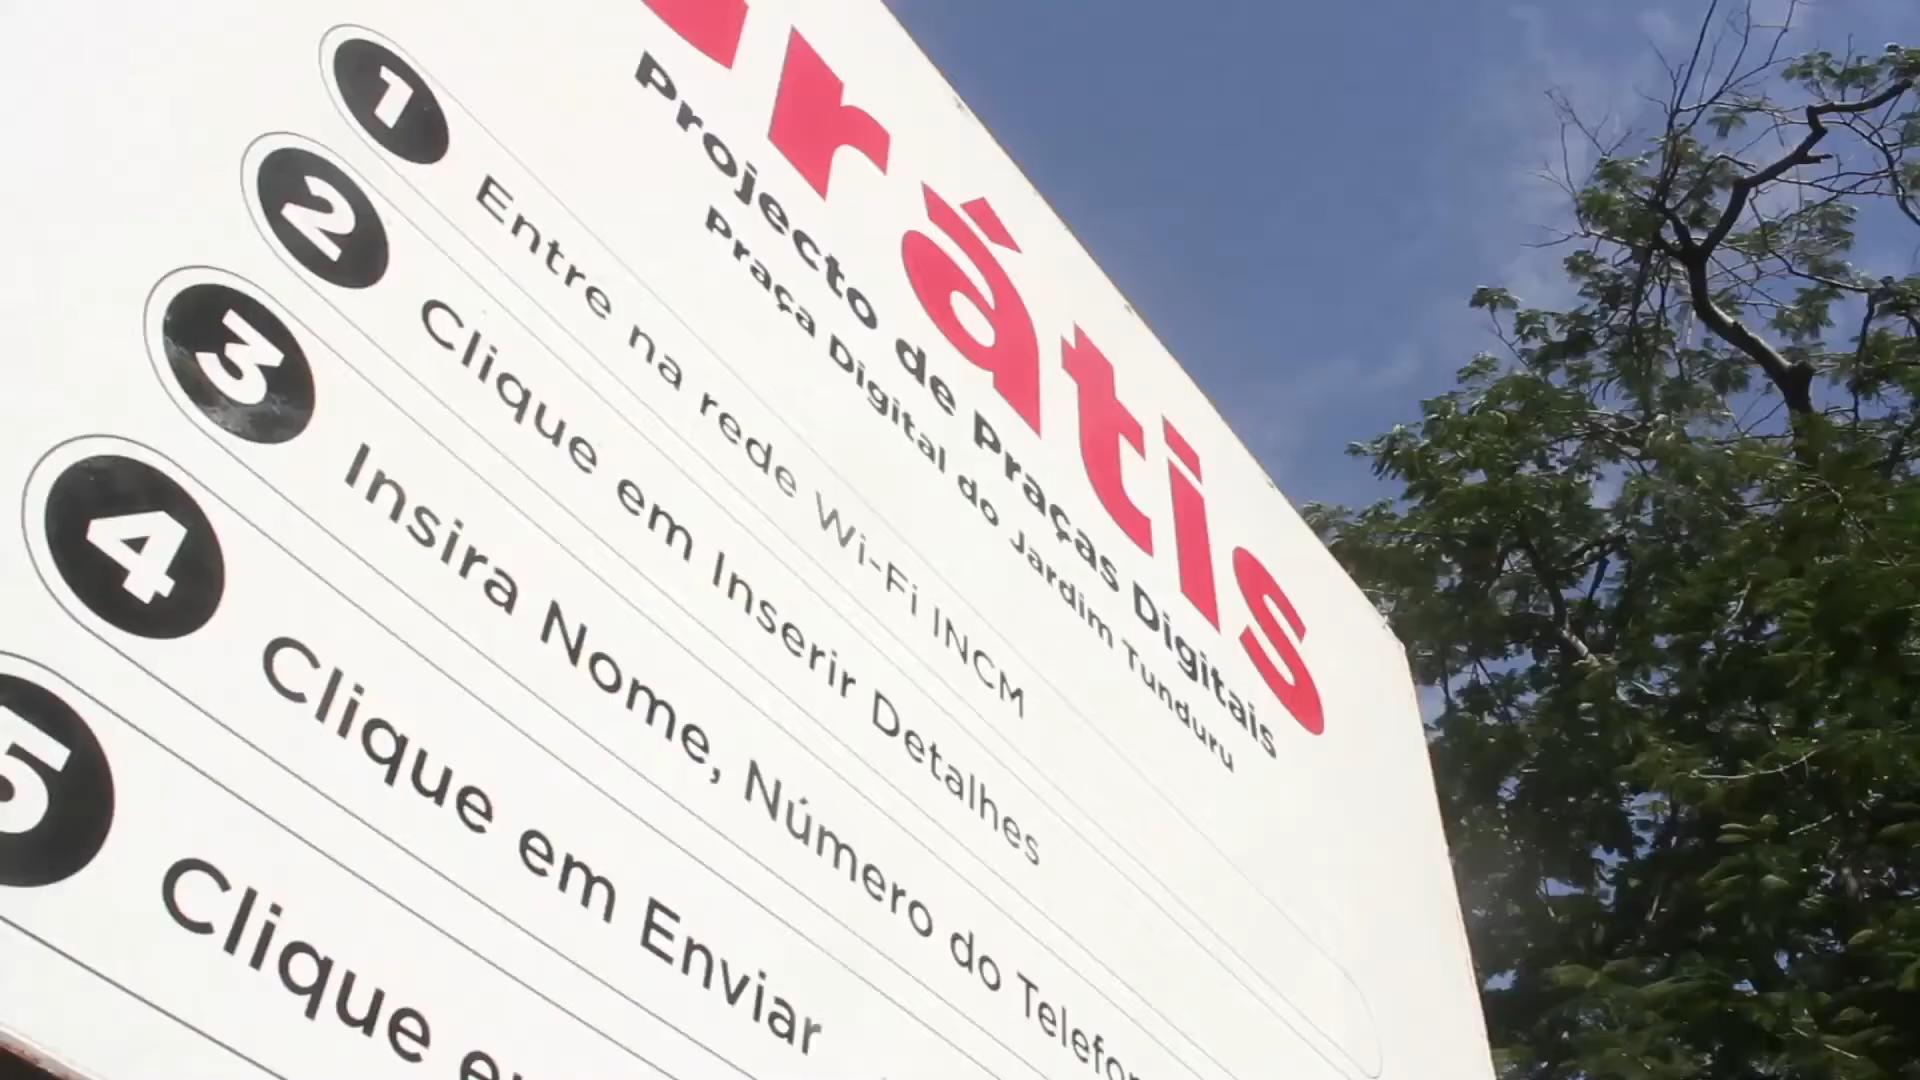 rátis
Projecto de Praças Digitais
Praça Digital do Jardim Tunduru
1 Entre na rede Wi-Fi INCM
2 Clique em Inserir Detalhes
3 Insira Nome, Número do Telefon
4 Clique em Enviar
5 Clique e